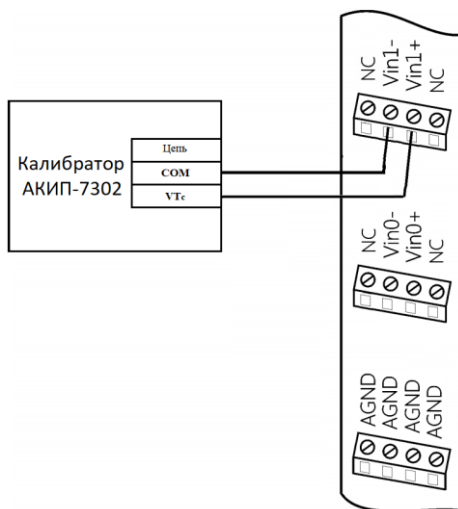 NC
Vin1-
Vin1+
NC
Калибратор
АКИП-7302
Цепь
COM
VTc
NC
Vin0-
Vin0+
NC
AGND
AGND
AGND
AGND